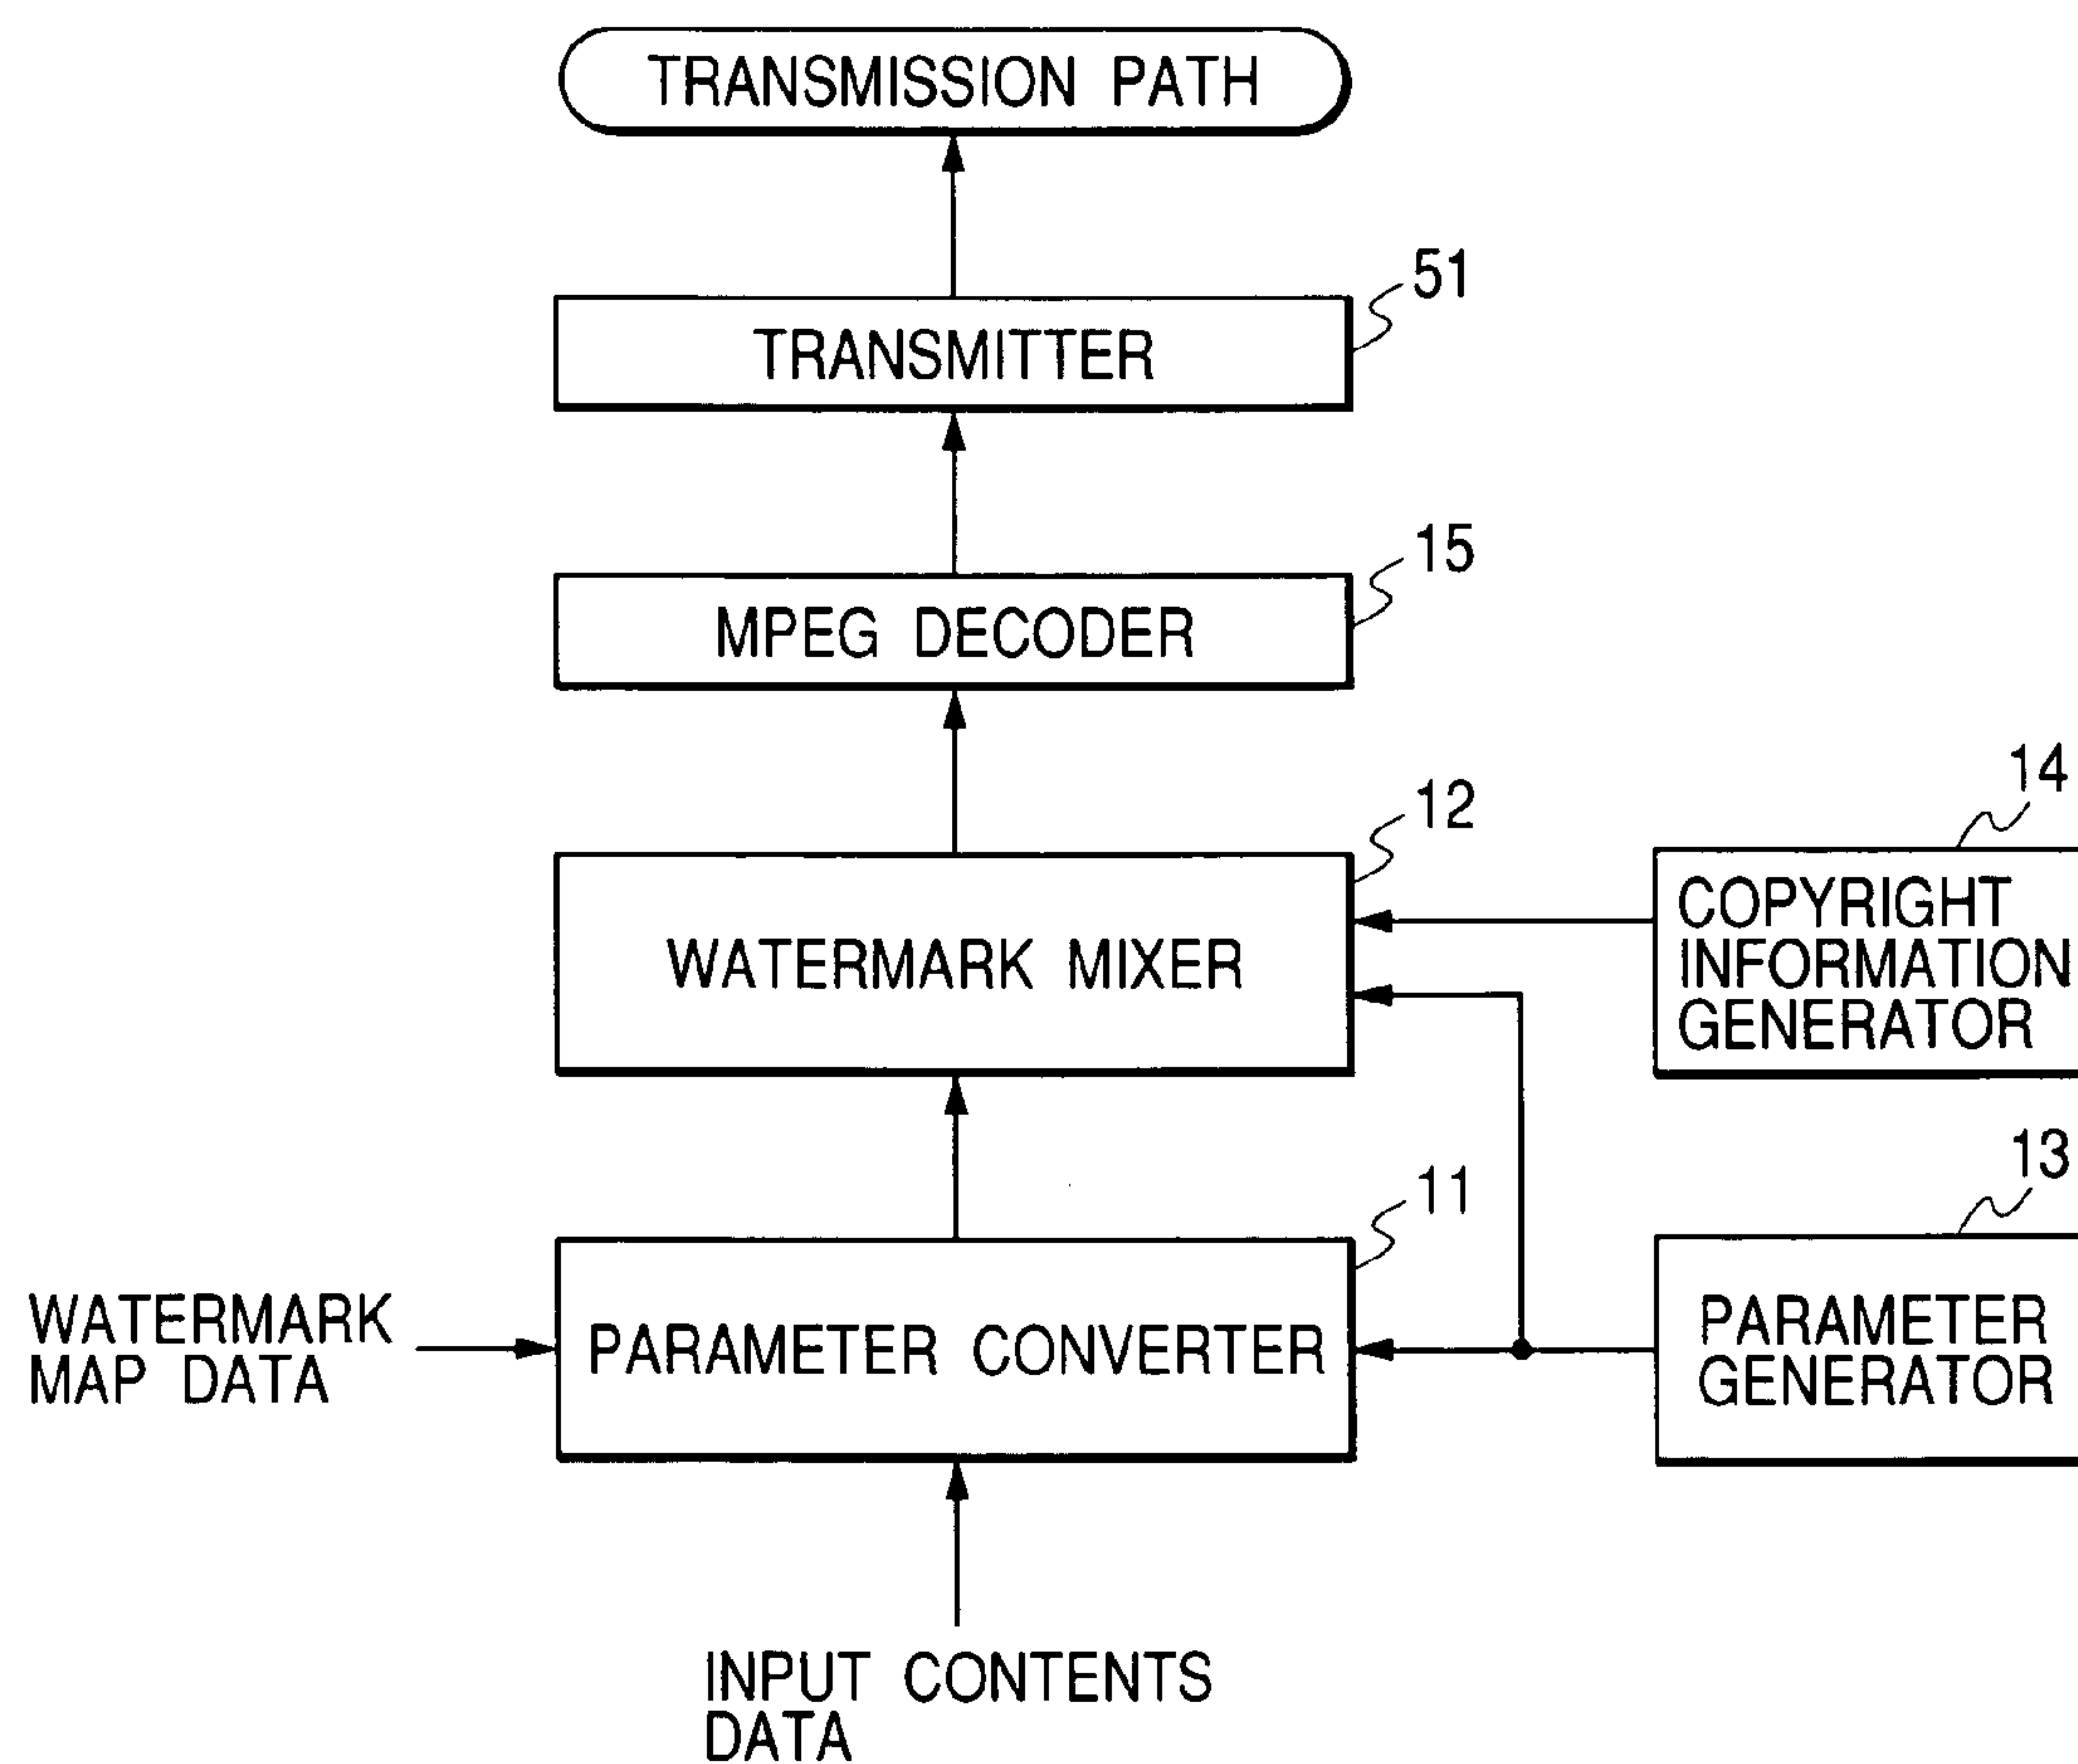 TRANSMISSION PATH
51
TRANSMITTER
15
MPEG DECODER
12
14
WATERMARK MIXER
COPYRIGHT
INFORMATION
GENERATOR
11
13
WATERMARK
MAP DATA
PARAMETER CONVERTER
PARAMETER
GENERATOR
INPUT CONTENTS
DATA